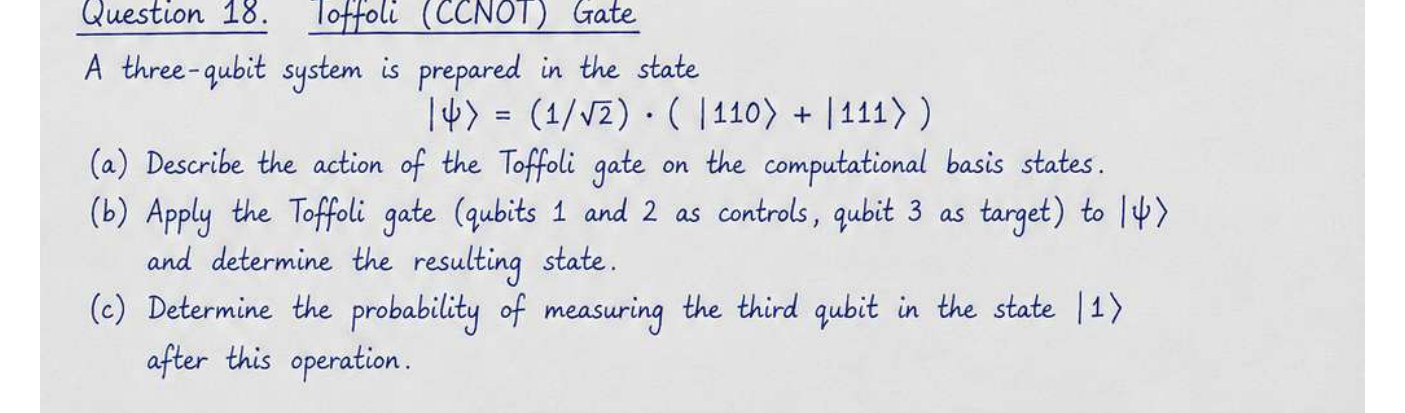 Question 18. Toffoli (CCNOT) Gate
A three-qubit system is prepared in the state
|ψ⟩ = (1/√2) · ( |110⟩ + |111⟩ )
(a) Describe the action of the Toffoli gate on the computational basis states.
(b) Apply the Toffoli gate (qubits 1 and 2 as controls, qubit 3 as target) to |ψ⟩
and determine the resulting state.
(c) Determine the probability of measuring the third qubit in the state |1⟩
after this operation.